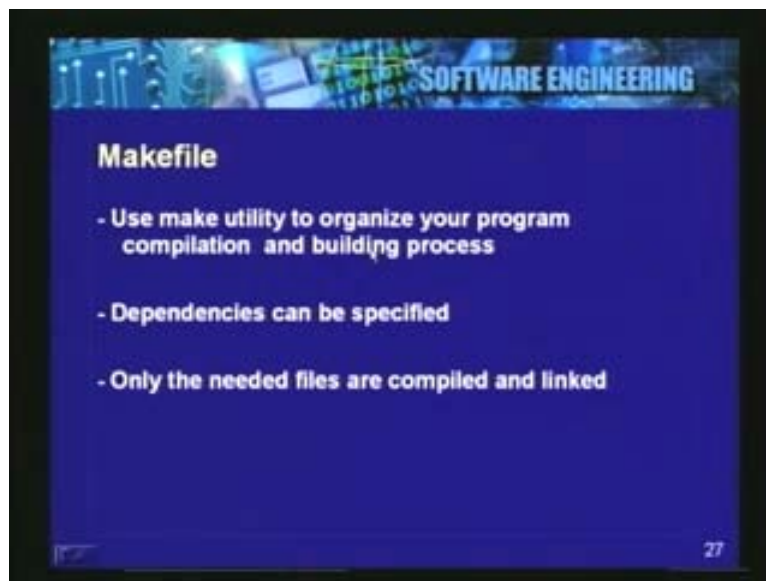 SOFTWARE ENGINEERING
Makefile
- Use make utility to organize your program
compilation and building process
- Dependencies can be specified
- Only the needed files are compiled and linked
27